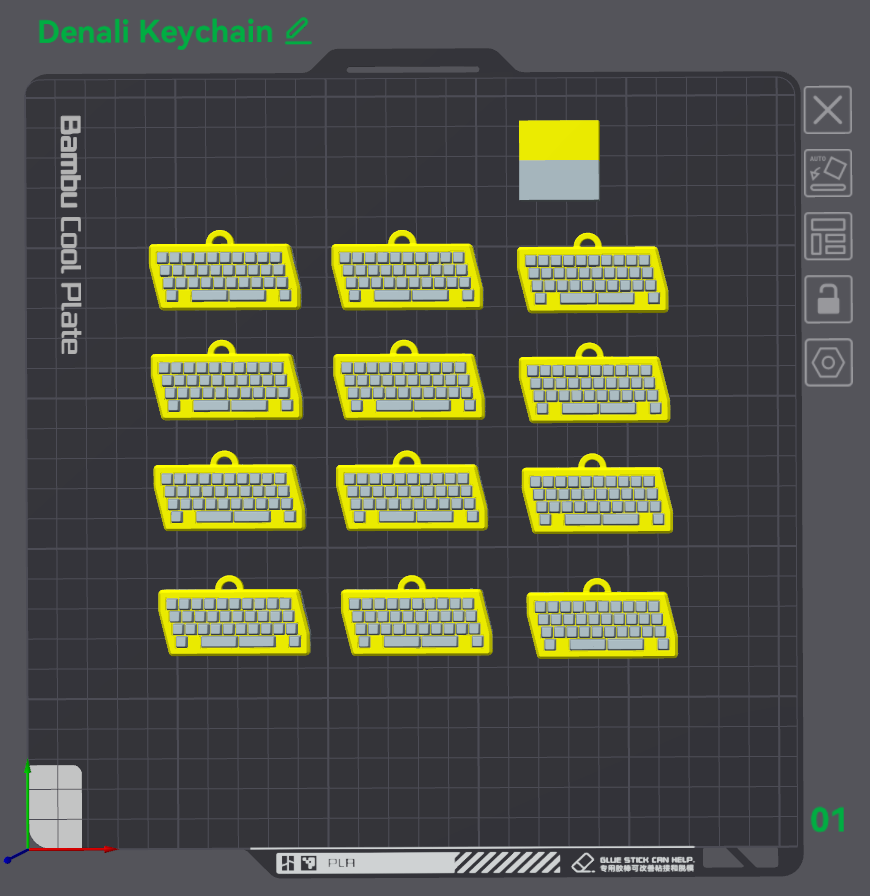 Denali Keychain
Bambu Cool Plate
AUTO
01
PLA
GLUE STICK CAN HELP.
专用胶棒可改善粘接和脱模